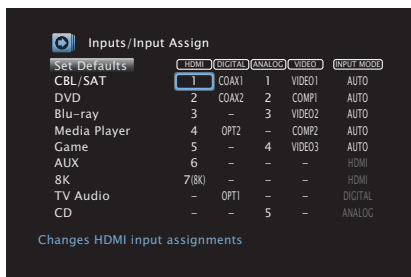 Inputs/Input Assign
Set Defaults HDMI DIGITAL ANALOG VIDEO INPUT MODE
CBL/SAT 1 COAX1 1 VIDEO1 AUTO
DVD 2 COAX2 2 COMP1 AUTO
Blu-ray 3 – 3 VIDEO2 AUTO
Media Player 4 OPT2 – COMP2 AUTO
Game 5 – 4 VIDEO3 AUTO
AUX 6 – – – HDMI
8K 7(8K) – – – HDMI
TV Audio – OPT1 – – DIGITAL
CD – – 5 – ANALOG
Changes HDMI input assignments